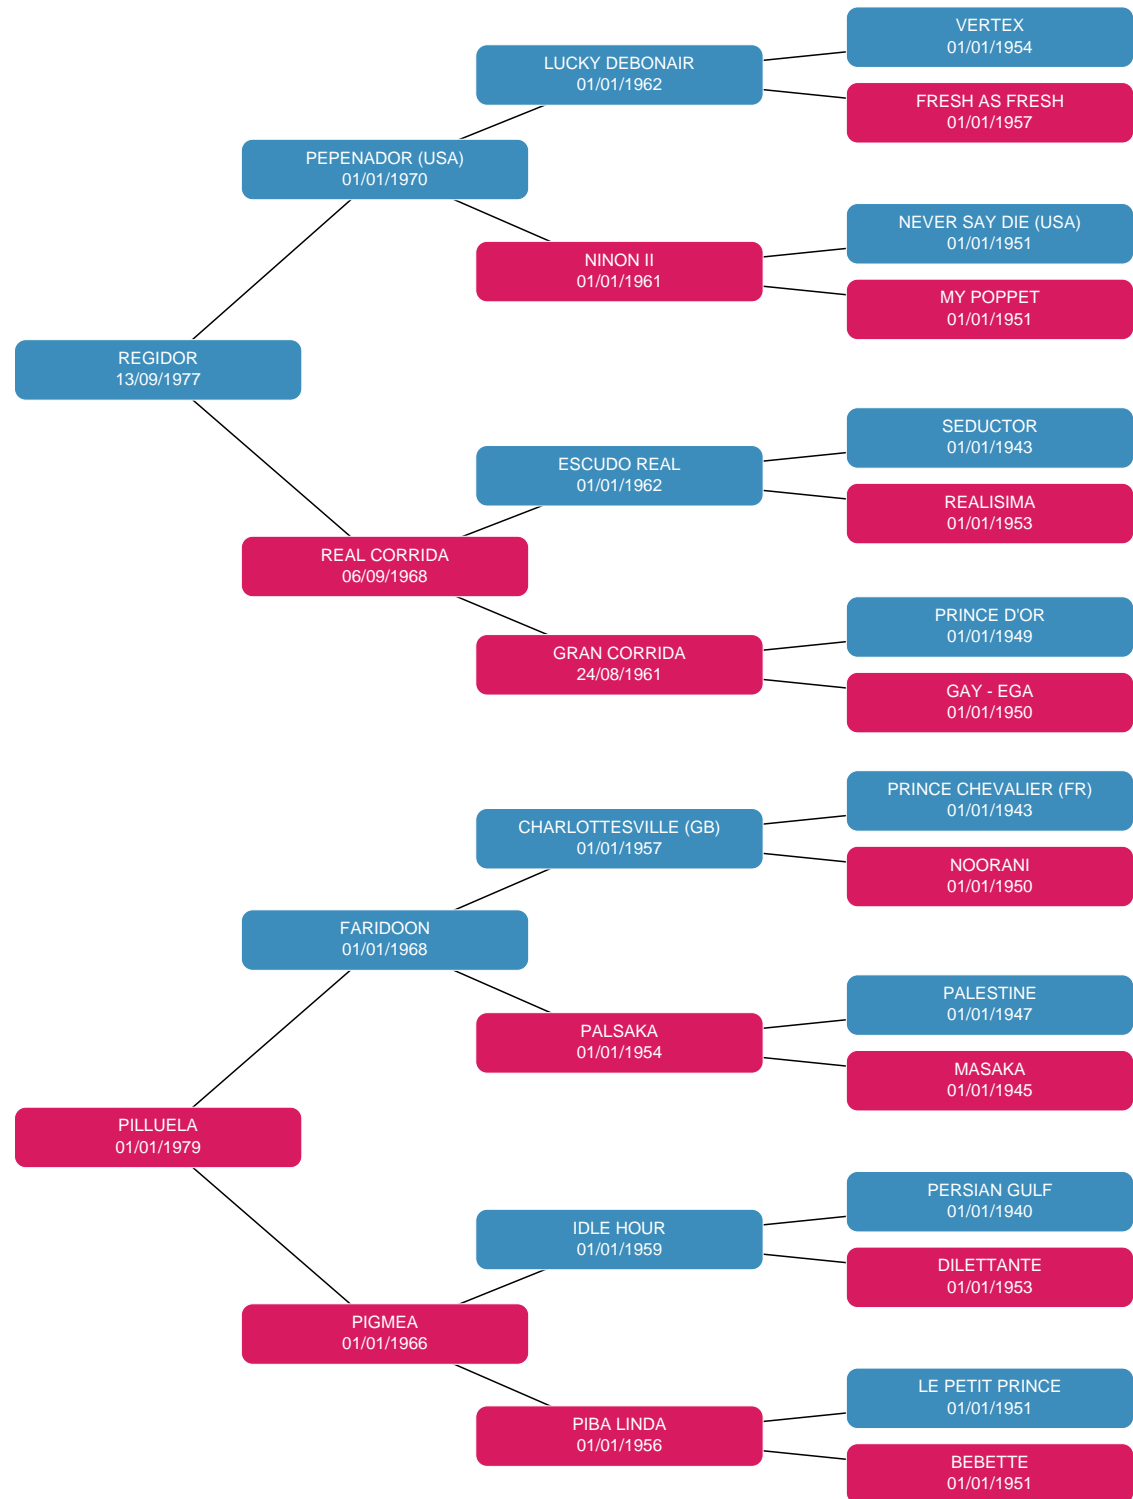 VERTEX
01/01/1954
LUCKY DEBONAIR
01/01/1962
FRESH AS FRESH
01/01/1957
PEPENADOR (USA)
01/01/1970
NEVER SAY DIE (USA)
01/01/1951
NINON II
01/01/1961
MY POPPET
01/01/1951
REGIDOR
13/09/1977
SEDUCTOR
01/01/1943
ESCUDO REAL
01/01/1962
REALISIMA
01/01/1953
REAL CORRIDA
06/09/1968
PRINCE D'OR
01/01/1949
GRAN CORRIDA
24/08/1961
GAY - EGA
01/01/1950
PRINCE CHEVALIER (FR)
01/01/1943
CHARLOTTESVILLE (GB)
01/01/1957
NOORANI
01/01/1950
FARIDOON
01/01/1968
PALESTINE
01/01/1947
PALSAKA
01/01/1954
MASAKA
01/01/1945
PILLUELA
01/01/1979
PERSIAN GULF
01/01/1940
IDLE HOUR
01/01/1959
DILETTANTE
01/01/1953
PIGMEA
01/01/1966
LE PETIT PRINCE
01/01/1951
PIBA LINDA
01/01/1956
BEBETTE
01/01/1951